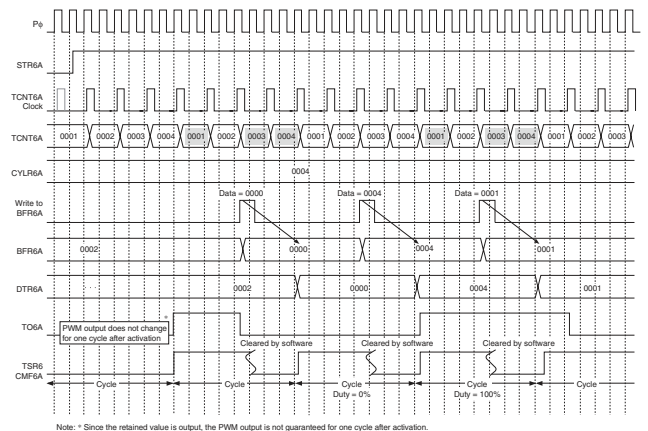 Pφ
STR6A
TCNT6A
Clock
TCNT6A
0001 0002 0003 0004 0001 0002 0003 0004 0001 0002 0003 0004 0001 0002 0003 0004 0001 0002 0003
CYLR6A
0004
Data = 0000 Data = 0004 Data = 0001
Write to
BFR6A
BFR6A
0002 0000 0004 0001
DTR6A
. . . 0002 0000 0004 0001
TO6A
*
PWM output does not change
for one cycle after activation
Cleared by software Cleared by software Cleared by software
TSR6
CMF6A
Cycle Cycle Cycle Cycle Cycle
Duty = 0% Duty = 100%
Note: * Since the retained value is output, the PWM output is not guaranteed for one cycle after activation.